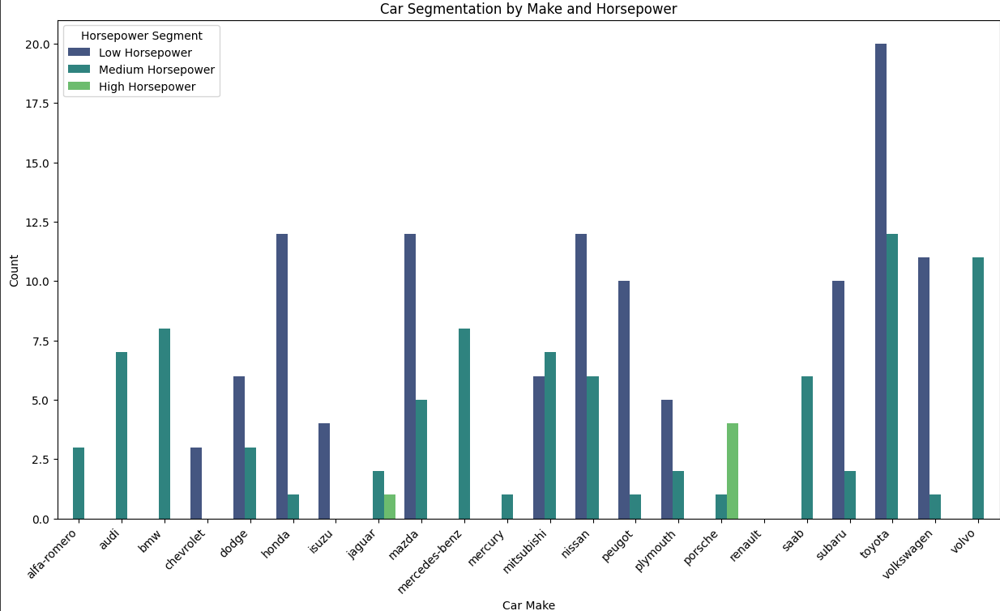 Car Segmentation by Make and Horsepower
Horsepower Segment
Low Horsepower
Medium Horsepower
High Horsepower
20.0
17.5
15.0
12.5
10.0
7.5
5.0
2.5
0.0
Count
alfa-romero
audi
bmw
chevrolet
dodge
honda
isuzu
jaguar
mazda
mercedes-benz
mercury
mitsubishi
nissan
peugot
plymouth
porsche
renault
saab
subaru
toyota
volkswagen
volvo
Car Make